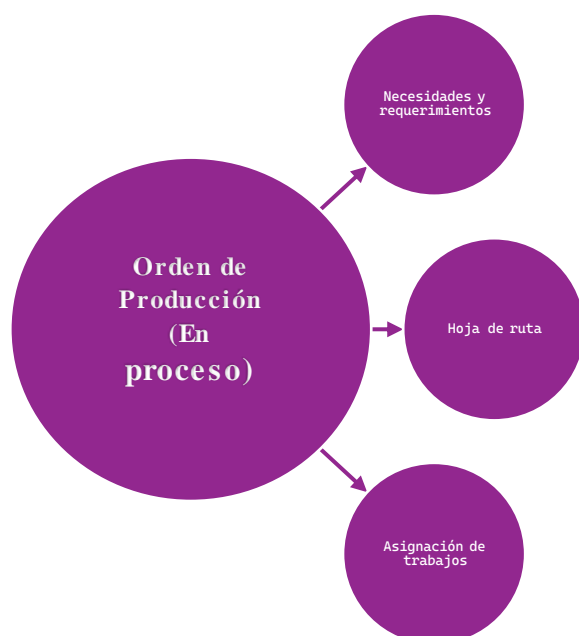 Necesidades y
requerimientos
Orden de
Producción
(En
proceso)
Hoja de ruta
Asignación de
trabajos